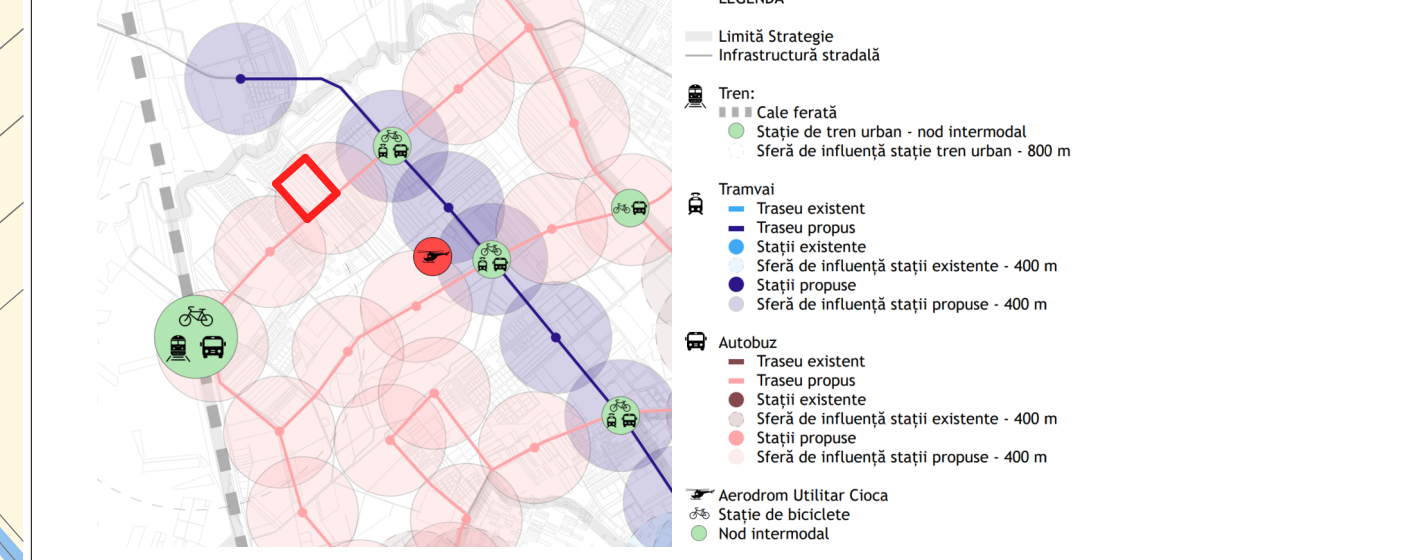 LEGENDA
Limită Strategie
Infrastructură stradală
Tren:
Cale ferată
Stație de tren urban - nod intermodal
Sferă de influență stație tren urban - 800 m
Tramvai
Traseu existent
Traseu propus
Stații existente
Sferă de influență stații existente - 400 m
Stații propuse
Sferă de influență stații propuse - 400 m
Autobuz
Traseu existent
Traseu propus
Stații existente
Sferă de influență stații existente - 400 m
Stații propuse
Sferă de influență stații propuse - 400 m
Aerodrom Utilitar Cioca
Stație de biciclete
Nod intermodal